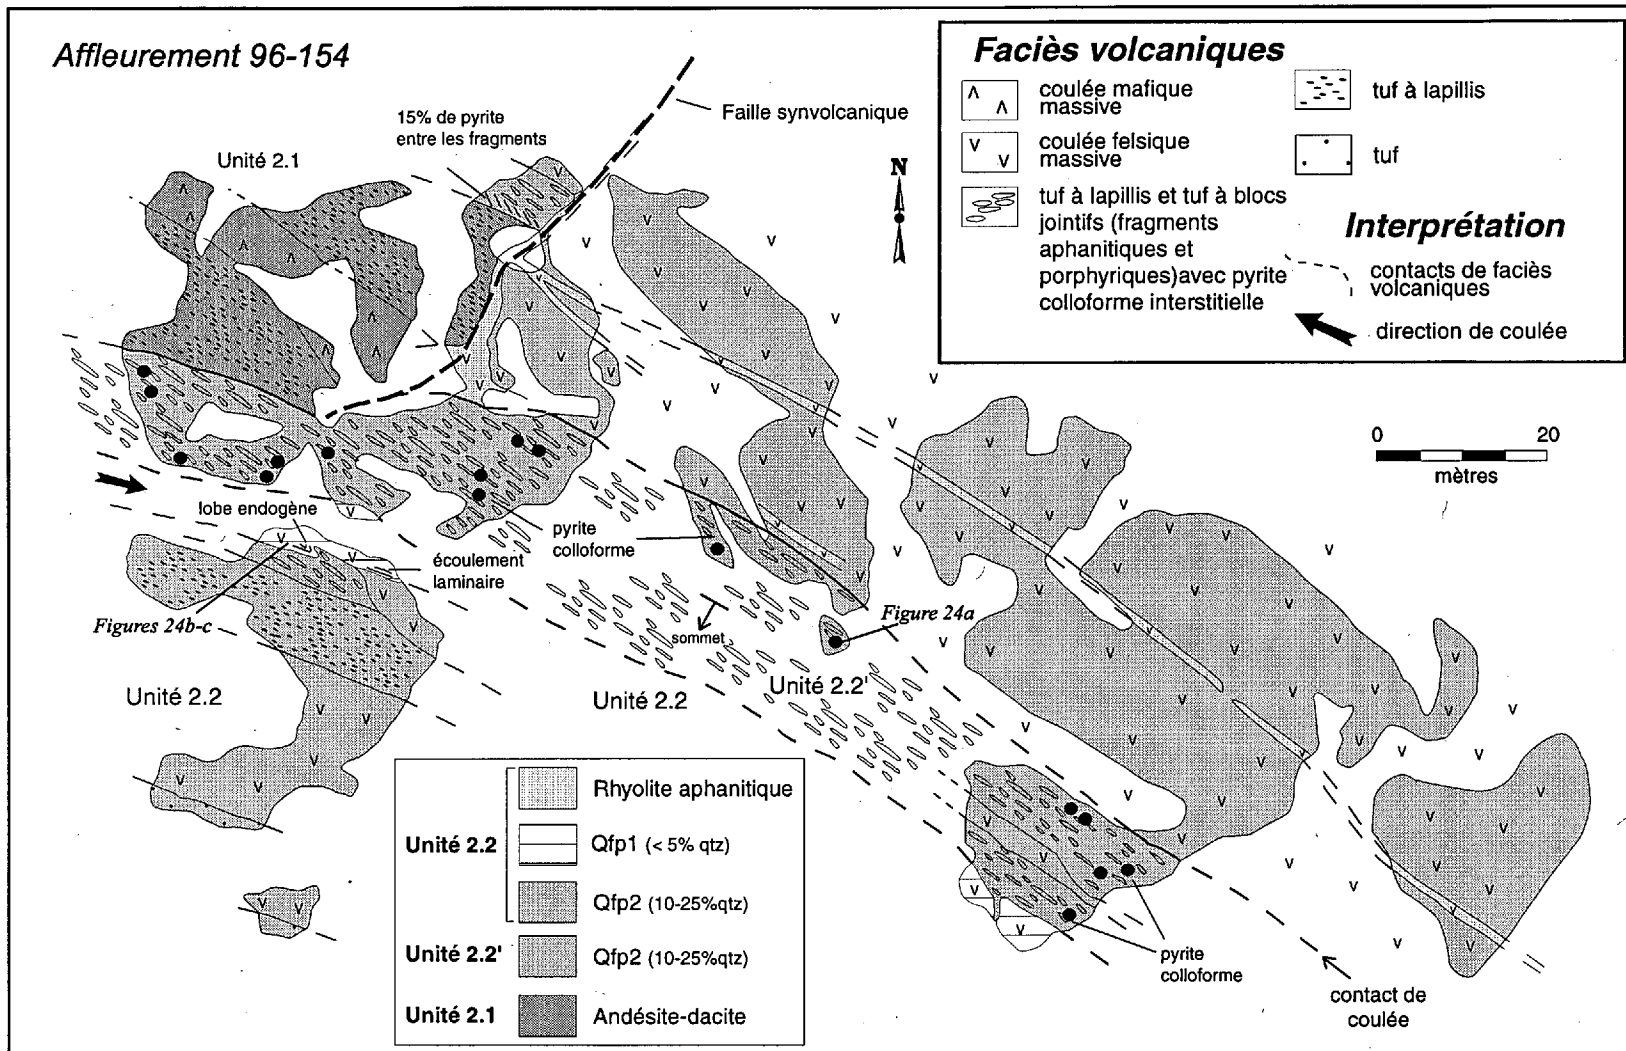 Affleurement 96-154
15% de pyrite
entre les fragments
Faille synvolcanique
Unité 2.1
N
Faciès volcaniques
coulée mafique
massive
coulée felsique
massive
tuf à lapillis et tuf à blocs
jointifs (fragments
aphanitiques et
porphyriques)avec pyrite
colloforme interstitielle
tuf à lapillis
tuf
Interprétation
contacts de faciès
volcaniques
direction de coulée
0 20
mètres
lobe endogène
pyrite
colloforme
écoulement
laminaire
Figures 24b-c
sommet
Figure 24a
Unité 2.2
Unité 2.2
Unité 2.2'
Unité 2.2
Rhyolite aphanitique
Qfp1 (< 5% qtz)
Qfp2 (10-25%qtz)
Unité 2.2'
Qfp2 (10-25%qtz)
Unité 2.1
Andésite-dacite
pyrite
colloforme
contact de
coulée